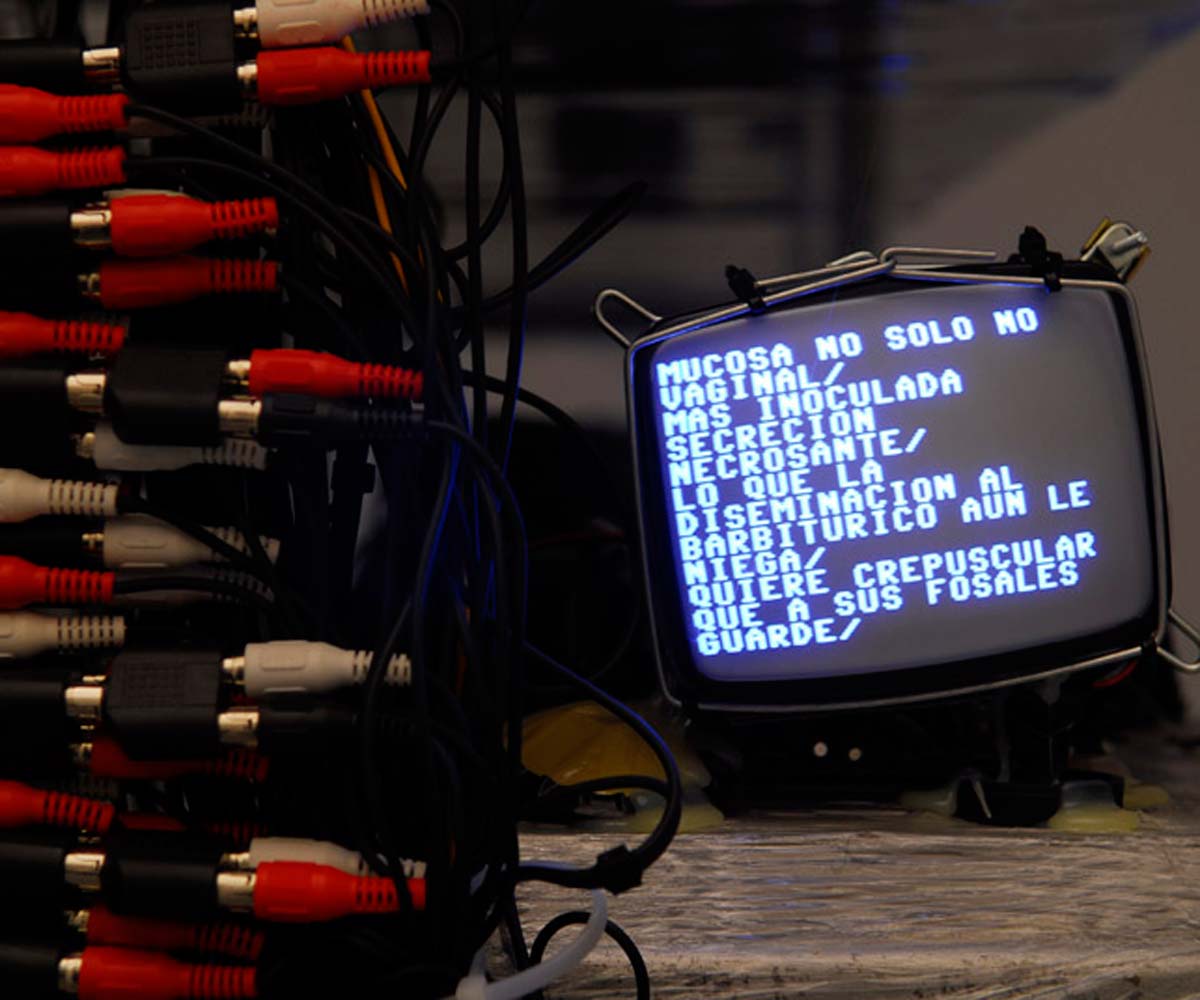 MUCOSA NO SOLO NO
VAGINAL/
MAS INOCULADA
SECRECION
NECROSANTE/
LO QUE LA
DISEMINACION AL
BARBITURICO AUN LE
NIEGA/
QUIERE CREPUSCULAR
QUE A SUS FOSALES
GUARDE/